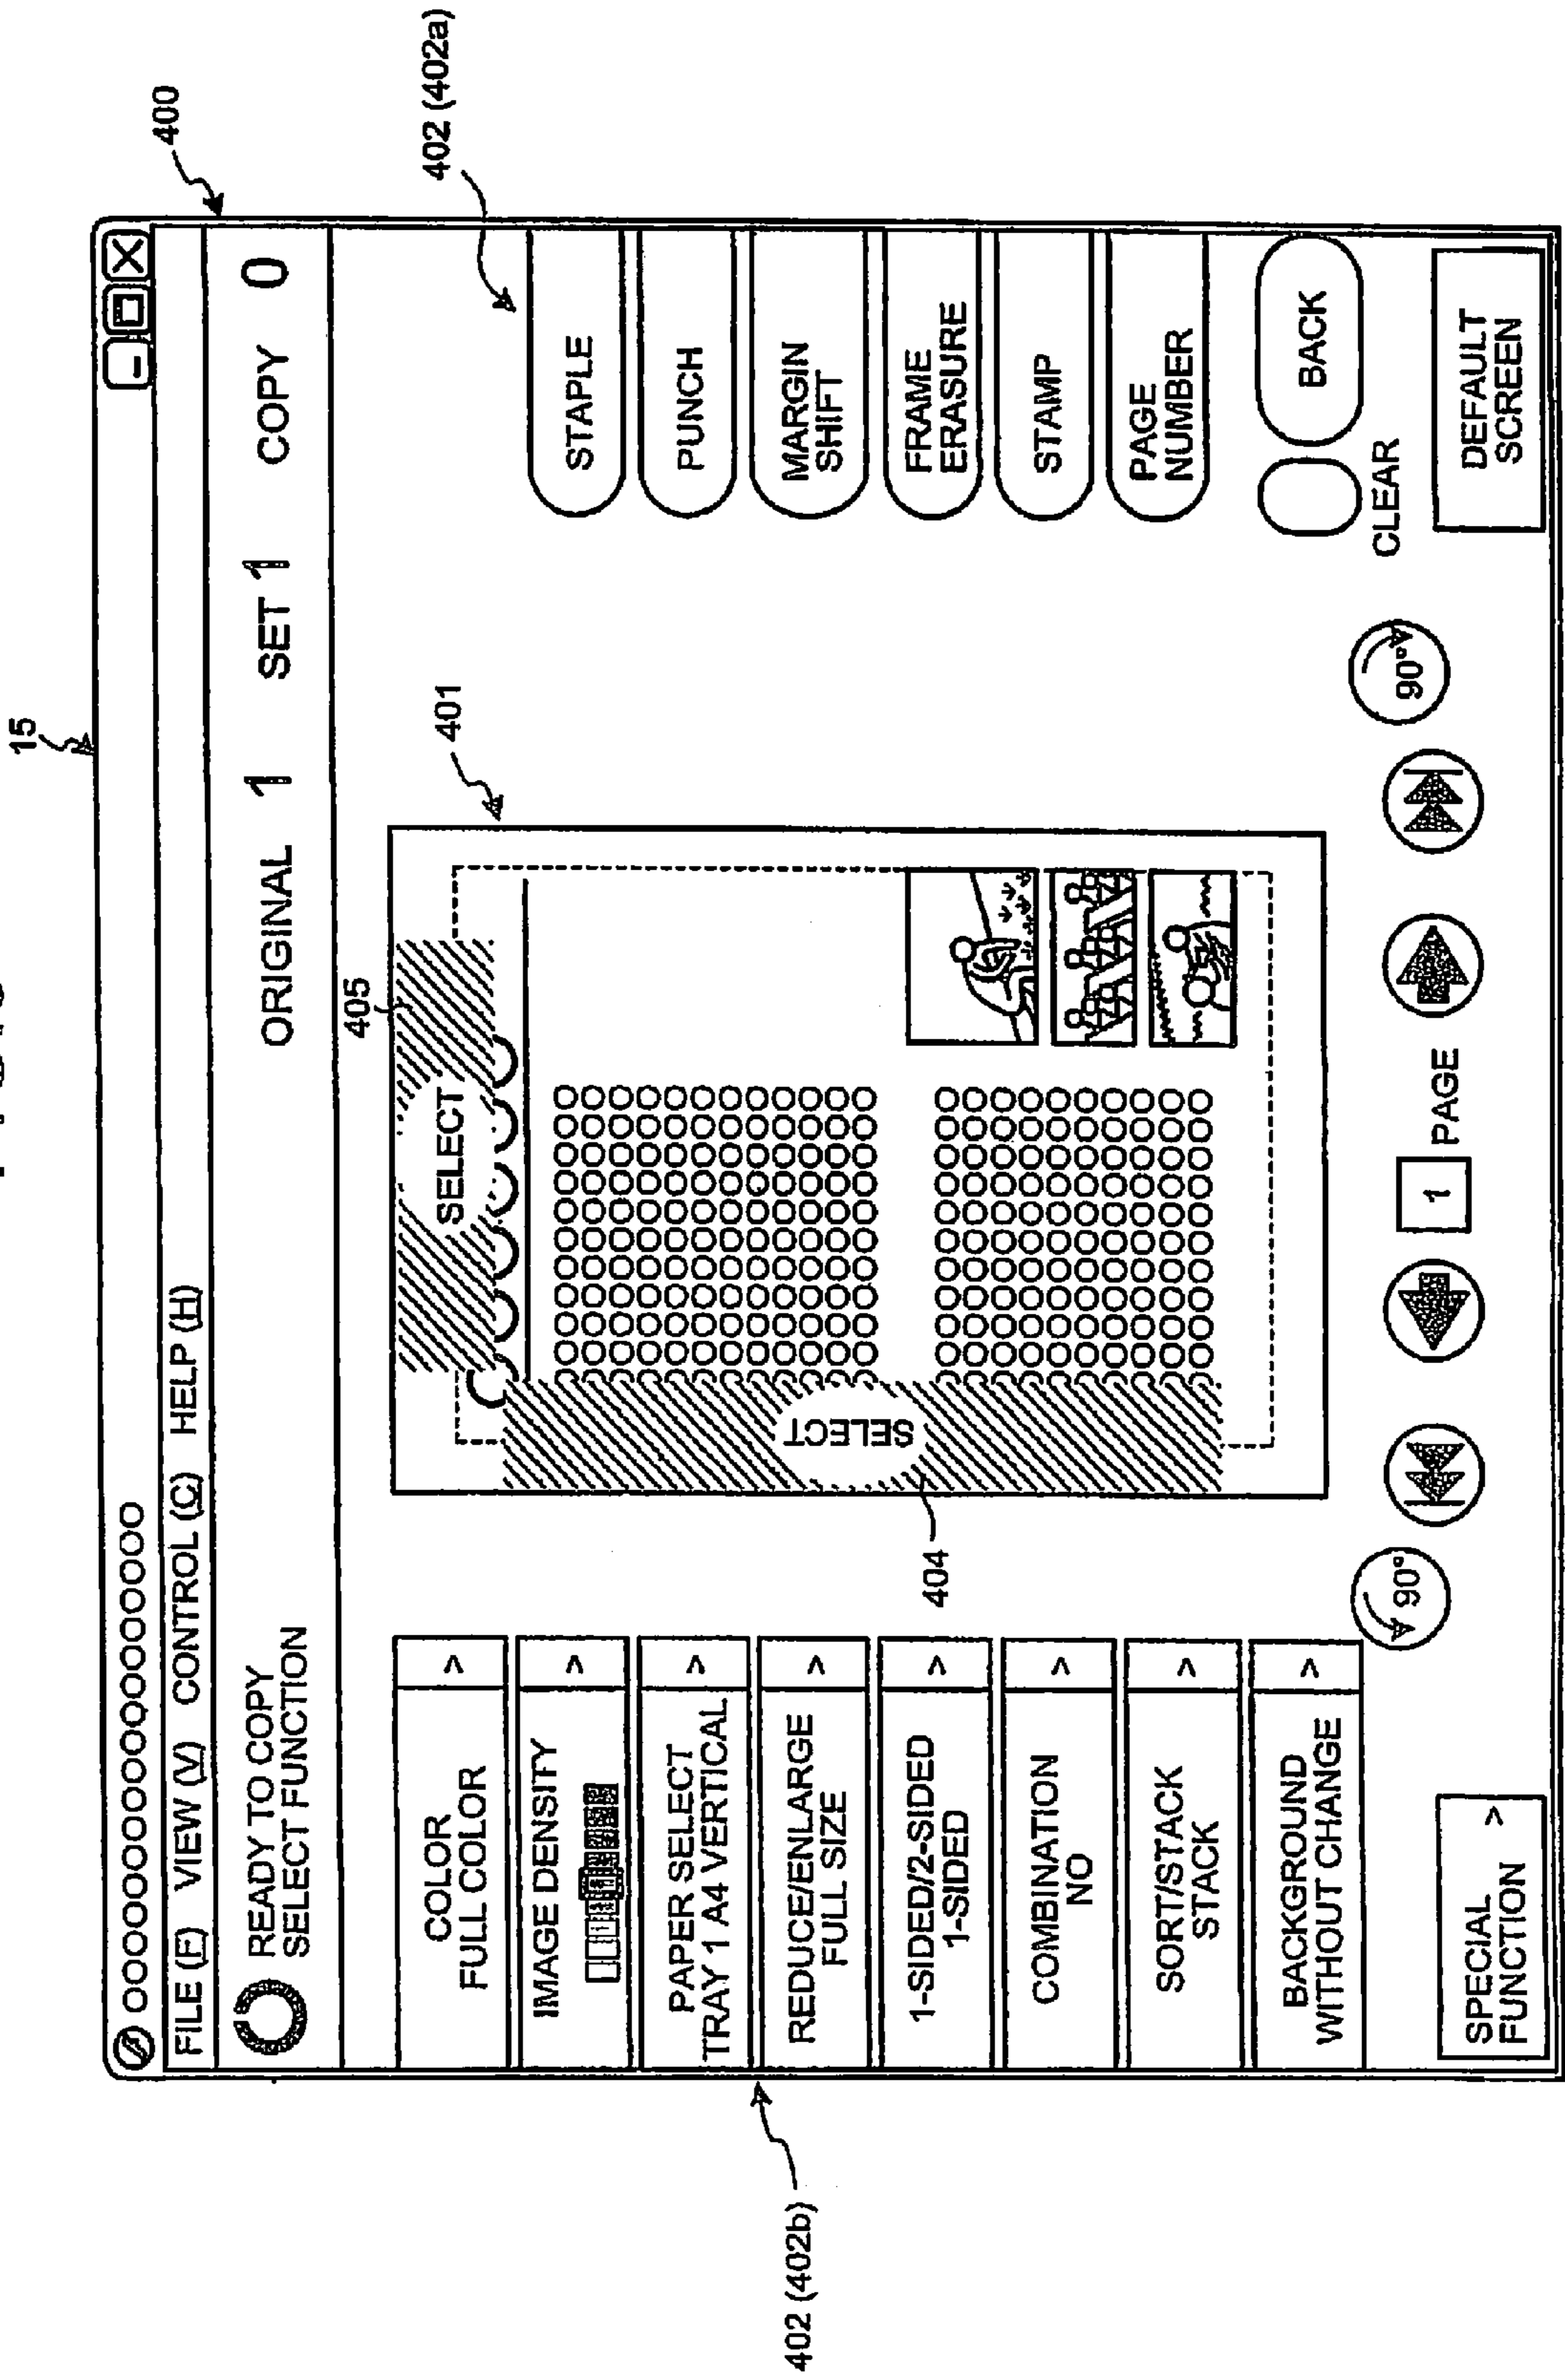 15
400
OOOOOOOOOOOOOOOO
FILE (F) VIEW (V) CONTROL (C) HELP (H)
READY TO COPY
SELECT FUNCTION
ORIGINAL 1 SET 1 COPY 0
402 (402b)
COLOR
FULL COLOR
>
IMAGE DENSITY
>
PAPER SELECT
TRAY 1 A4 VERTICAL
>
REDUCE/ENLARGE
FULL SIZE
>
1-SIDED/2-SIDED
1-SIDED
>
COMBINATION
NO
>
SORT/STACK
STACK
>
BACKGROUND
WITHOUT CHANGE
>
SPECIAL
FUNCTION >
405
401
SELECT
SELECT
404
90°
1 PAGE
90°
402 (402a)
STAPLE
PUNCH
MARGIN
SHIFT
FRAME
ERASURE
STAMP
PAGE
NUMBER
BACK
CLEAR
DEFAULT
SCREEN